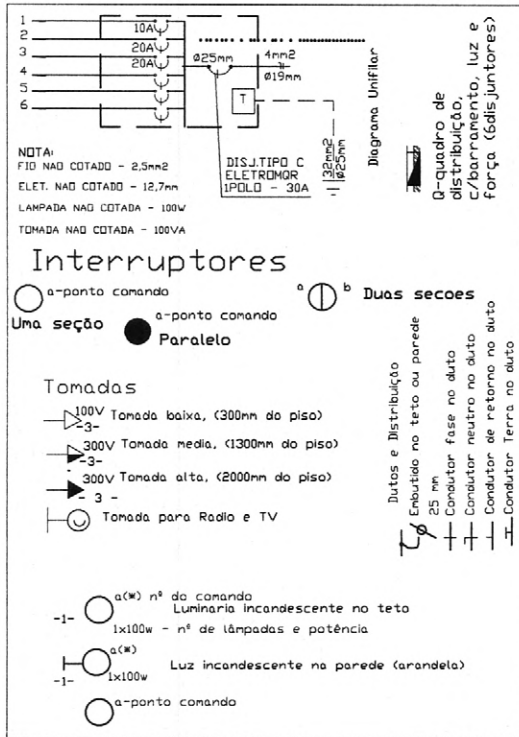 1
2
3
4
5
6
10A
20A
20A
Ø25mm
4mm2
Ø19mm
T
32mm2
Ø25mm
Diagrama Unifilar
Q-quadro de
distribuição,
c/barramento, luz e
força (6disjuntores)
NOTA:
FIO NAO COTADO - 2,5mm2
ELET. NAO COTADO - 12,7mm
LAMPADA NAO COTADA - 100W
TOMADA NAO COTADA - 100VA
DISJ.TIPO C
ELETROMQR
1POLO - 30A
Interruptores
a-ponto comando
Uma seção
a-ponto comando
Paralelo
a b Duas secoes
Tomadas
100V Tomada baixa, (300mm do piso)
-3-
300V Tomada media, (1300mm do piso)
-3-
300V Tomada alta, (2000mm do piso)
- 3 -
Tomada para Radio e TV
Dutos e Distribuição
Embutido no teto ou parede
25 mm
Condutor fase no duto
Condutor neutro no duto
Condutor de retorno no duto
Condutor Terra no duto
a(*) nº do comando
-1- Luminaria incandescente no teto
1x100w - nº de lâmpadas e potência
a(*)
-1- 1x100w Luz incandescente na parede (arandela)
a-ponto comando